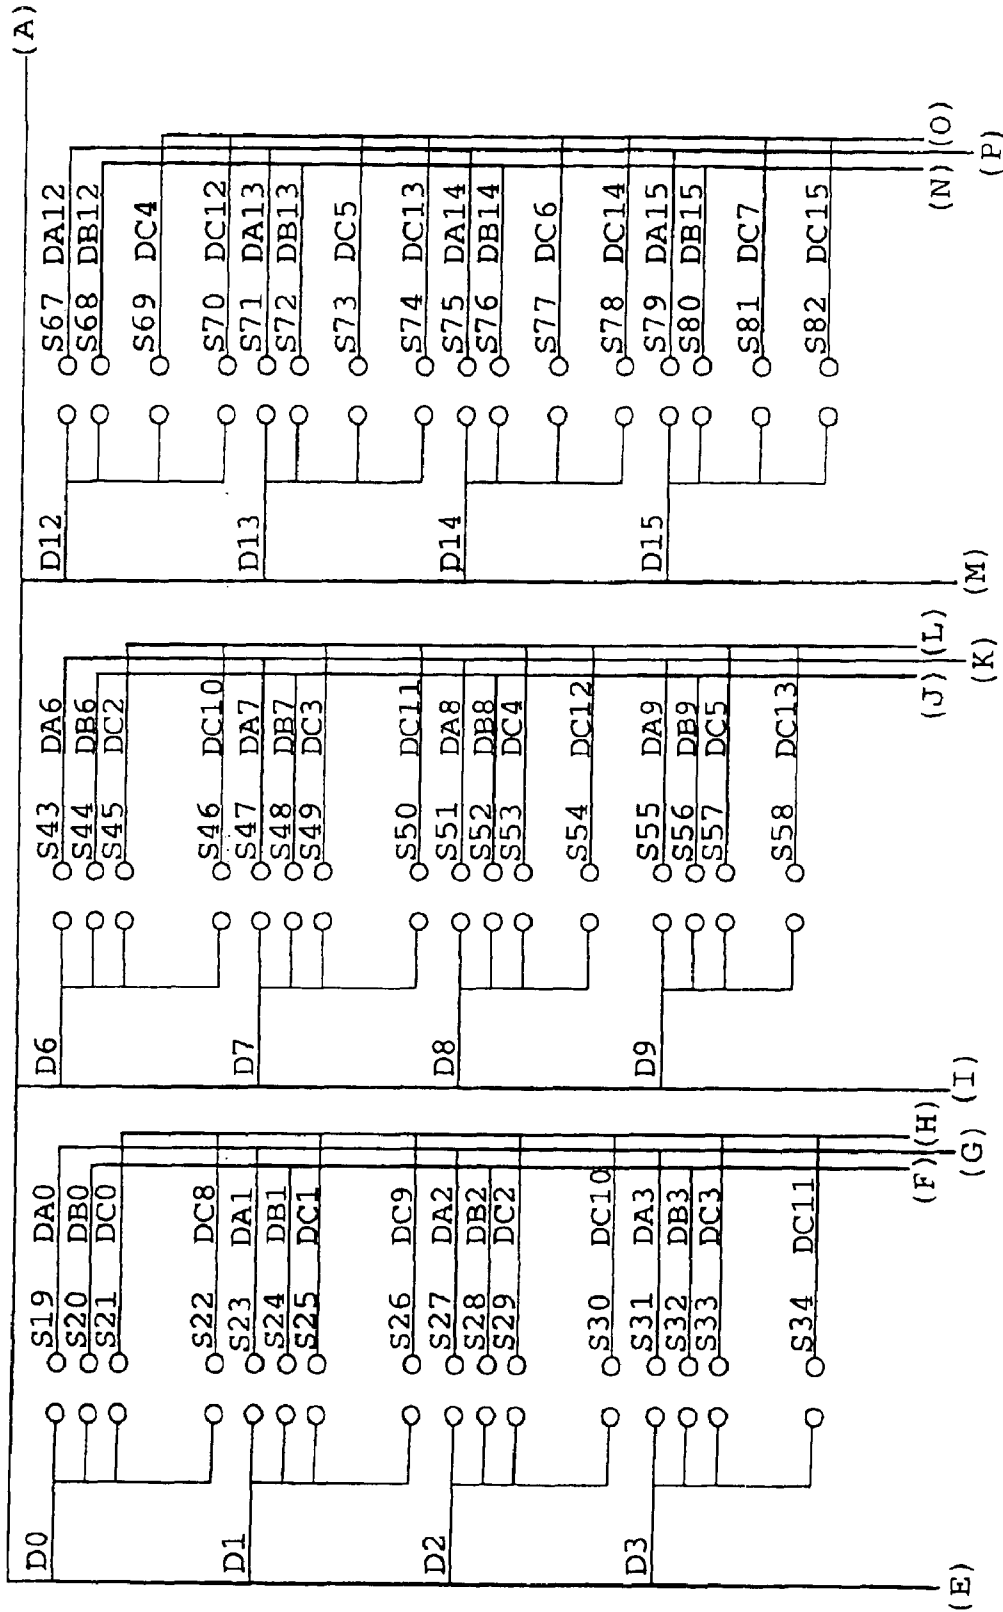 (A)
D0
S19 DA0
S20 DB0
S21 DC0
S22 DC8
D1
S23 DA1
S24 DB1
S25 DC1
S26 DC9
D2
S27 DA2
S28 DB2
S29 DC2
S30 DC10
D3
S31 DA3
S32 DB3
S33 DC3
S34 DC11
(E)
(F)
(G)
(H)
D6
S43 DA6
S44 DB6
S45 DC2
S46 DC10
D7
S47 DA7
S48 DB7
S49 DC3
S50 DC11
D8
S51 DA8
S52 DB8
S53 DC4
S54 DC12
D9
S55 DA9
S56 DB9
S57 DC5
S58 DC13
(I)
(J)
(K)
(L)
D12
S67 DA12
S68 DB12
S69 DC4
S70 DC12
D13
S71 DA13
S72 DB13
S73 DC5
S74 DC13
D14
S75 DA14
S76 DB14
S77 DC6
S78 DC14
D15
S79 DA15
S80 DB15
S81 DC7
S82 DC15
(M)
(N)
(P)
(O)